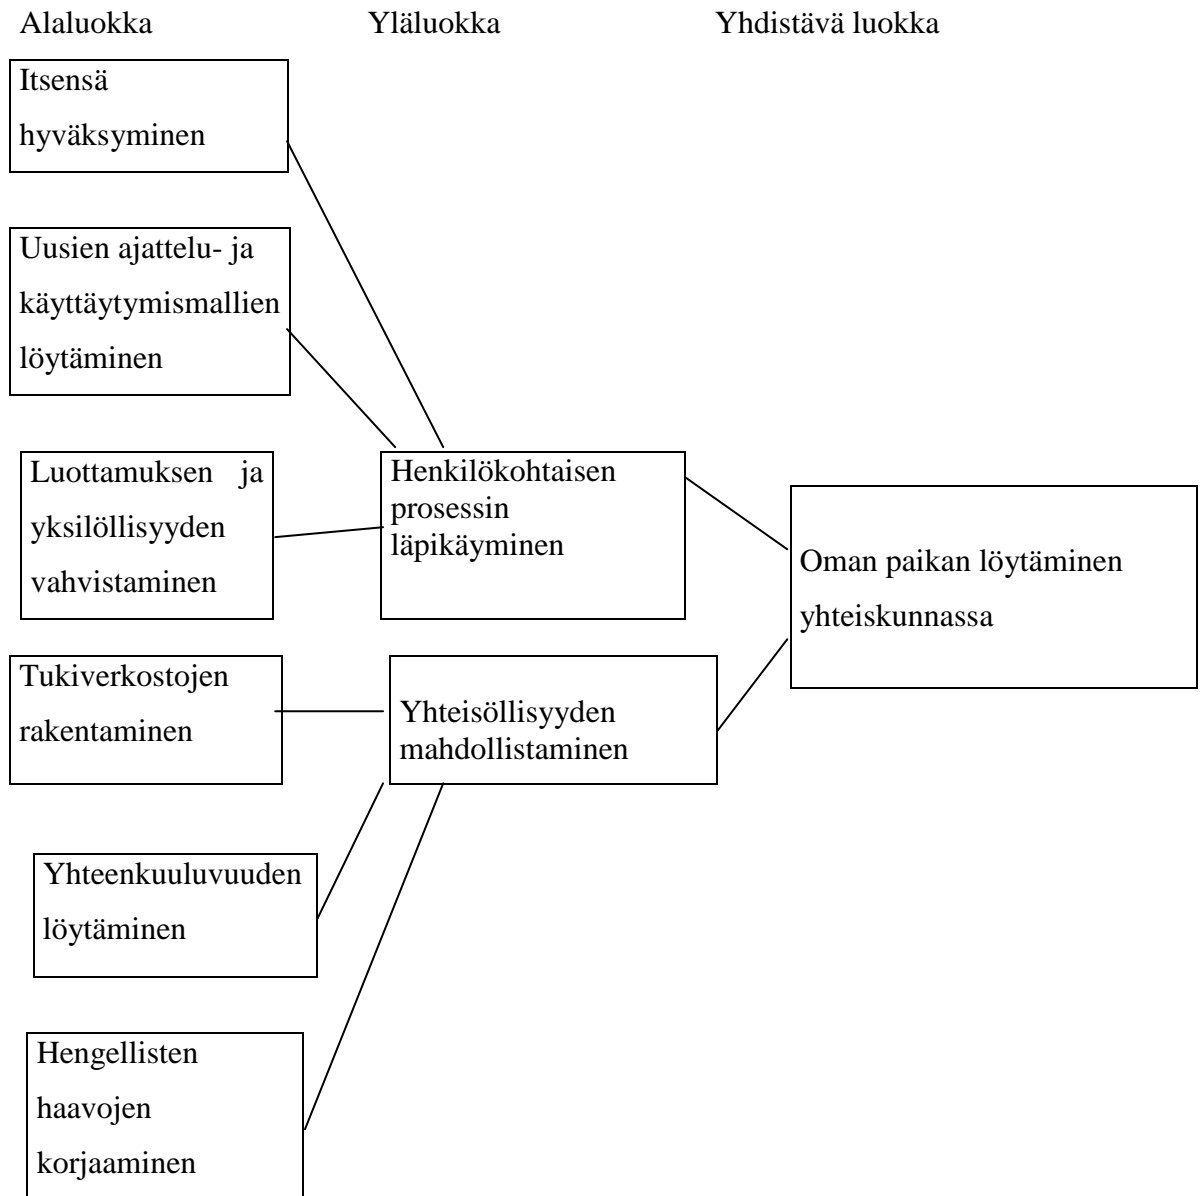 Alaluokka Yläluokka Yhdistävä luokka
Itsensä
hyväksyminen
Uusien ajattelu- ja
käyttäytymismallien
löytäminen
Luottamuksen ja
yksilöllisyyden
vahvistaminen
Henkilökohtaisen
prosessin
läpikäyminen
Oman paikan löytäminen
yhteiskunnassa
Tukiverkostojen
rakentaminen
Yhteisöllisyyden
mahdollistaminen
Yhteenkuuluvuuden
löytäminen
Hengellisten
haavojen
korjaaminen